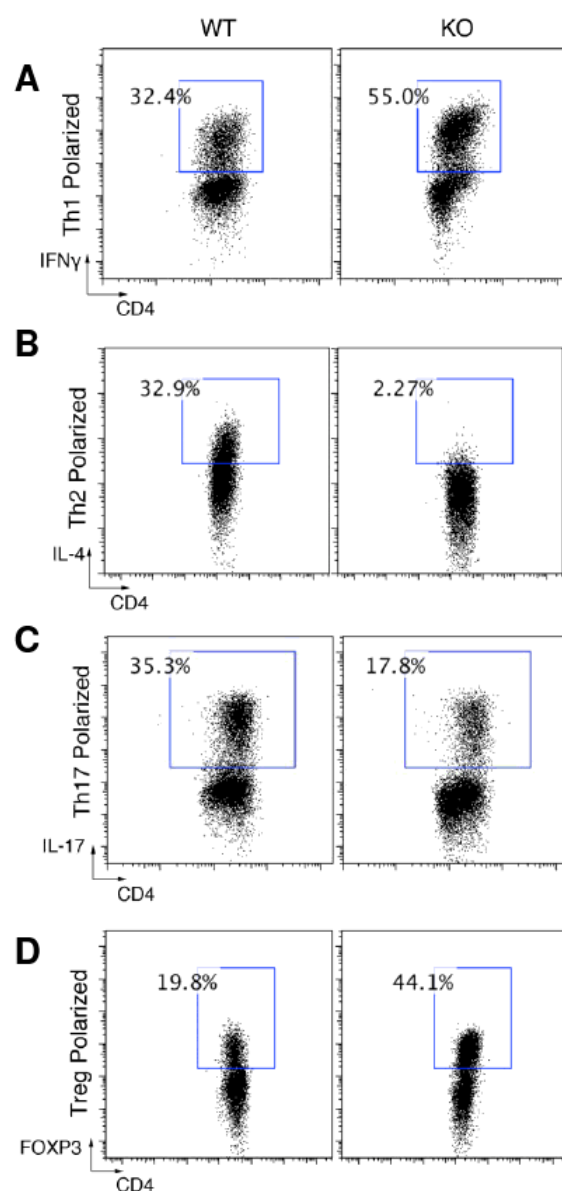 WT KO
A
Th1 Polarized
32.4% 55.0%
IFNγ
CD4
B
Th2 Polarized
32.9% 2.27%
IL-4
CD4
C
Th17 Polarized
35.3% 17.8%
IL-17
CD4
D
Treg Polarized
19.8% 44.1%
FOXP3
CD4